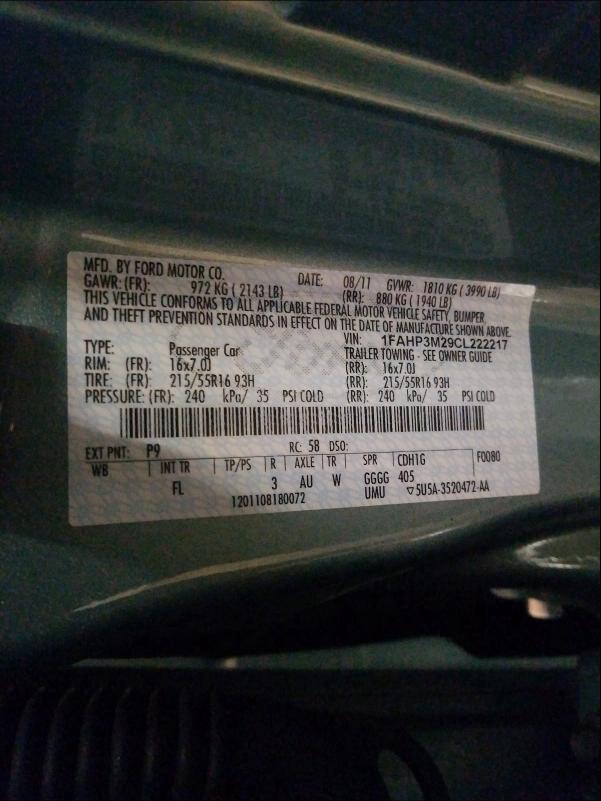 MFD. BY FORD MOTOR CO. DATE: 08/11 GVWR: 1810 KG ( 3990 LB)
GAWR: (FR): 972 KG ( 2143 LB) (RR): 880 KG ( 1940 LB)
THIS VEHICLE CONFORMS TO ALL APPLICABLE FEDERAL MOTOR VEHICLE SAFETY, BUMPER
AND THEFT PREVENTION STANDARDS IN EFFECT ON THE DATE OF MANUFACTURE SHOWN ABOVE.
VIN: 1FAHP3M29CL222217
TYPE: Passenger Car TRAILER TOWING - SEE OWNER GUIDE
RIM: (FR): 16x7.0J (RR): 16x7.0J
TIRE: (FR): 215/55R16 93H (RR): 215/55R16 93H
PRESSURE: (FR): 240 kPa/ 35 PSI COLD (RR): 240 kPa/ 35 PSI COLD
EXT PNT: P9 RC: 58 DSO: F0080
WB INT TR TP/PS R AXLE TR SPR CDH1G
FL 3 AU W GGGG 405
1201108180072 UMU ▽5U5A-3520472-AA